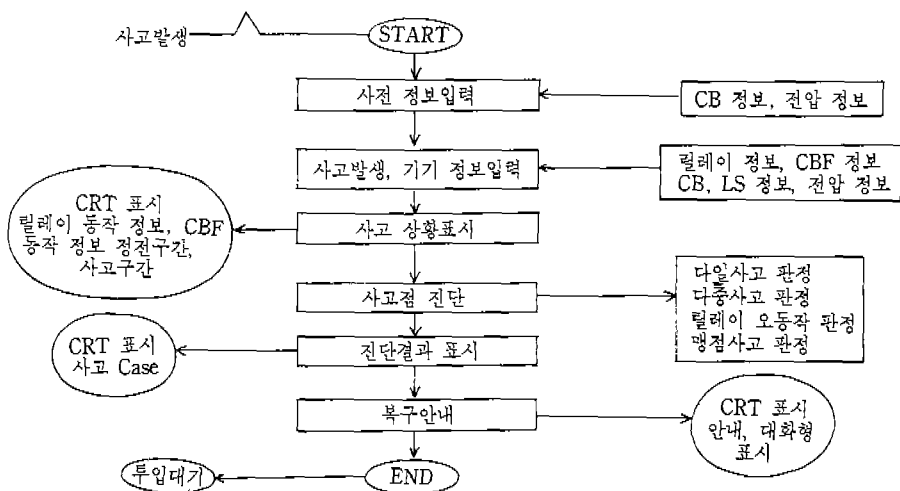 사고발생
START
사전 정보입력
CB 정보, 전압 정보
사고발생, 기기 정보입력
릴레이 정보, CBF 정보
CB, LS 정보, 전압 정보
CRT 표시
릴레이 동작 정보, CBF
동작 정보 정전구간,
사고구간
사고 상황표시
사고점 진단
다일사고 판정
다중사고 판정
릴레이 오동작 판정
맹점사고 판정
CRT 표시
사고 Case
진단결과 표시
복구안내
CRT 표시
안내, 대화형
표시
투입대기
END